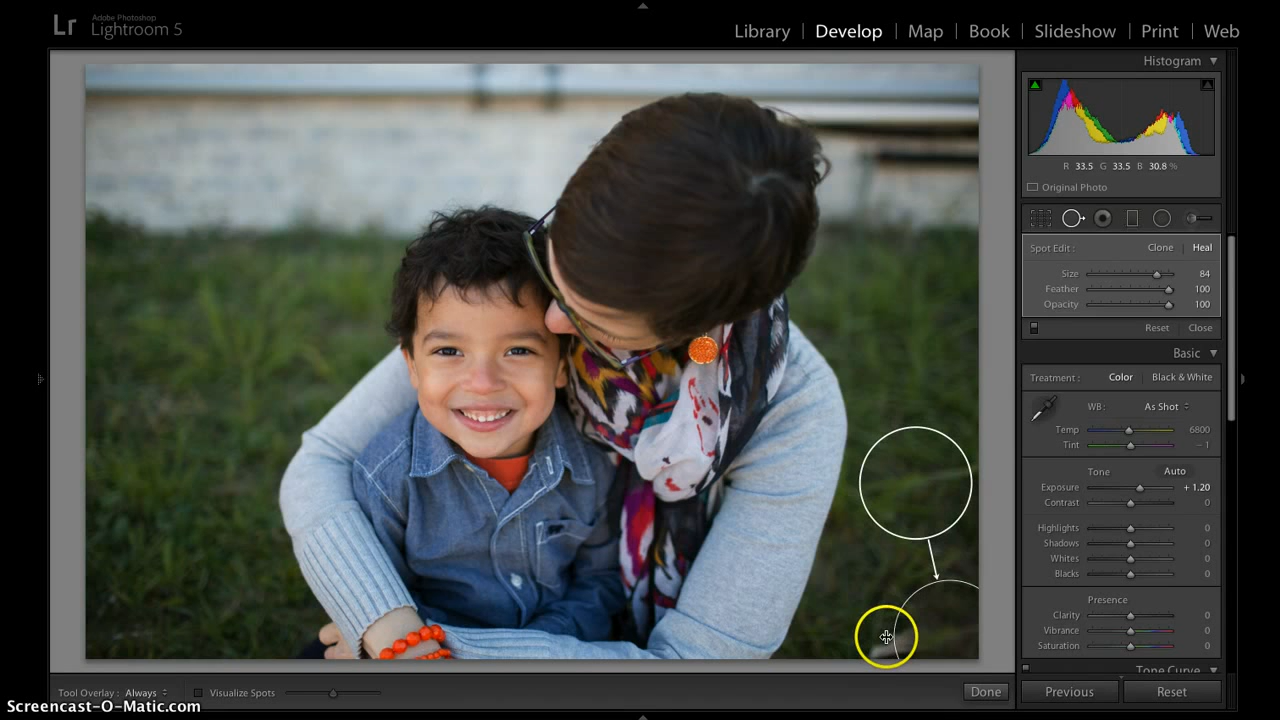 Lr Adobe Photoshop
Lightroom 5
Library | Develop | Map | Book | Slideshow | Print | Web
Histogram
R 33.5 G 33.5 B 30.8 %
Original Photo
Spot Edit : Clone | Heal
Size 84
Feather 100
Opacity 100
Reset Close
Basic
Treatment : Color | Black & White
WB : As Shot
Temp 6800
Tint – 1
Tone Auto
Exposure + 1.20
Contrast 0
Highlights 0
Shadows 0
Whites 0
Blacks 0
Presence
Clarity 0
Vibrance 0
Saturation 0
Tone Curve
Tool Overlay : Always Visualize Spots Done
Previous Reset
Screencast-O-Matic.com